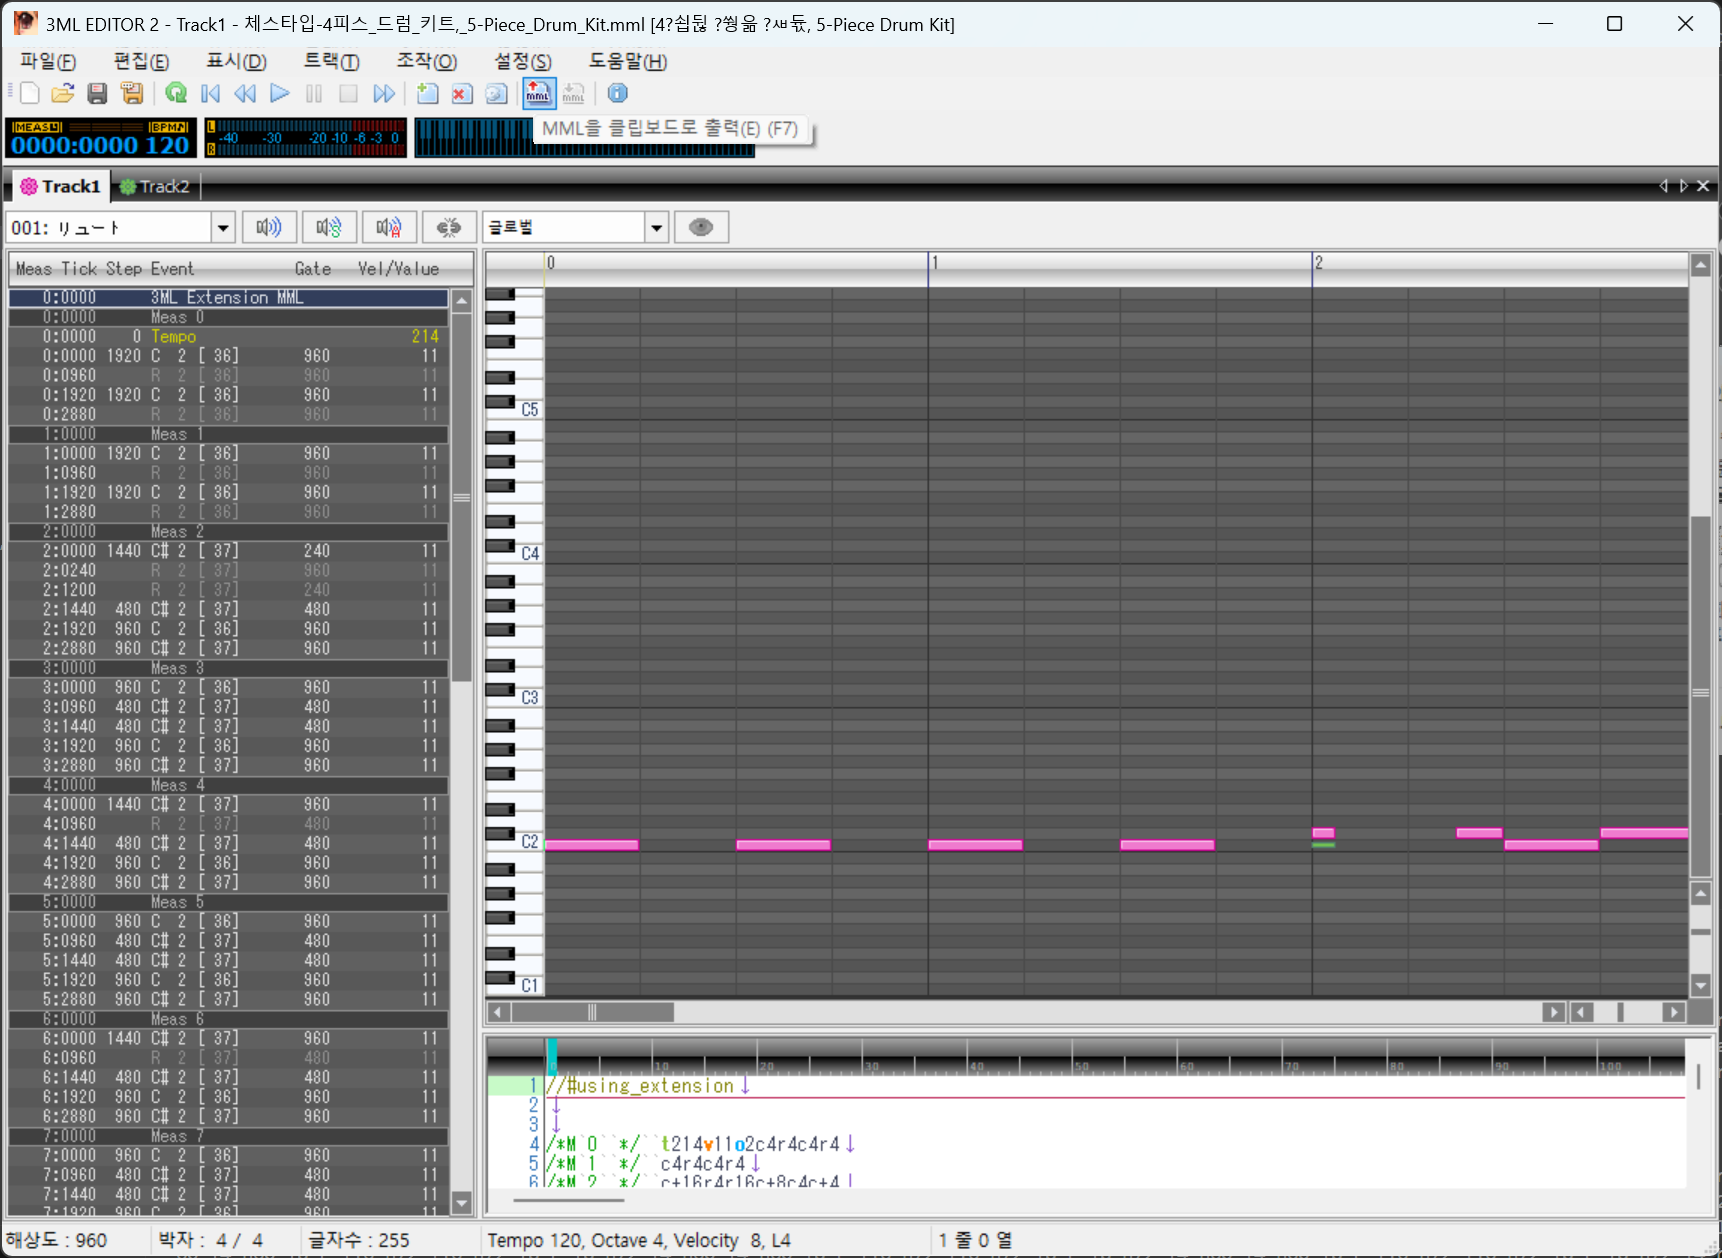 3ML EDITOR 2 - Track1 - 체스타입-4피스_드럼_키트,_5-Piece_Drum_Kit.mml [4?쇱뒳 ?쒕읆 ?ㅽ듃, 5-Piece Drum Kit]
파일(F) 편집(E) 표시(D) 트랙(T) 조작(O) 설정(S) 도움말(H)
MML을 클립보드로 출력(E) (F7)
MEAS BPM
0000:0000 120
L -40 -30 -20 -10 -6 -3 0
R
Track1 Track2
001: リュート 글로벌
Meas Tick Step Event Gate Vel/Value
0:0000 3ML Extension MML
0:0000 Meas 0
0:0000 0 Tempo 214
0:0000 1920 C 2 [ 36] 960 11
0:0960 R 2 [ 36] 960 11
0:1920 1920 C 2 [ 36] 960 11
0:2880 R 2 [ 36] 960 11
1:0000 Meas 1
1:0000 1920 C 2 [ 36] 960 11
1:0960 R 2 [ 36] 960 11
1:1920 1920 C 2 [ 36] 960 11
1:2880 R 2 [ 36] 960 11
2:0000 Meas 2
2:0000 1440 C# 2 [ 37] 240 11
2:0240 R 2 [ 37] 960 11
2:1200 R 2 [ 37] 240 11
2:1440 480 C# 2 [ 37] 480 11
2:1920 960 C 2 [ 36] 960 11
2:2880 960 C# 2 [ 37] 960 11
3:0000 Meas 3
3:0000 960 C 2 [ 36] 960 11
3:0960 480 C# 2 [ 37] 480 11
3:1440 480 C# 2 [ 37] 480 11
3:1920 960 C 2 [ 36] 960 11
3:2880 960 C# 2 [ 37] 960 11
4:0000 Meas 4
4:0000 1440 C# 2 [ 37] 960 11
4:0960 R 2 [ 37] 480 11
4:1440 480 C# 2 [ 37] 480 11
4:1920 960 C 2 [ 36] 960 11
4:2880 960 C# 2 [ 37] 960 11
5:0000 Meas 5
5:0000 960 C 2 [ 36] 960 11
5:0960 480 C# 2 [ 37] 480 11
5:1440 480 C# 2 [ 37] 480 11
5:1920 960 C 2 [ 36] 960 11
5:2880 960 C# 2 [ 37] 960 11
6:0000 Meas 6
6:0000 1440 C# 2 [ 37] 960 11
6:0960 R 2 [ 37] 480 11
6:1440 480 C# 2 [ 37] 480 11
6:1920 960 C 2 [ 36] 960 11
6:2880 960 C# 2 [ 37] 960 11
7:0000 Meas 7
7:0000 960 C 2 [ 36] 960 11
7:0960 480 C# 2 [ 37] 480 11
7:1440 480 C# 2 [ 37] 480 11
7:1920 960 C 2 [ 36] 960 11
0 1 2
C5
C4
C3
C2
C1
0 10 20 30 40 50 60 70 80 90 100
1 //#using_extension↓
2 ↓
3 ↓
4 /*M 0 */ t214v11o2c4r4c4r4↓
5 /*M 1 */ c4r4c4r4↓
6 /*M 2 */ c+16r4r16c+8c4c+4↓
해상도 : 960 박자 : 4 / 4 글자수 : 255 Tempo 120, Octave 4, Velocity 8, L4 1 줄 0 열